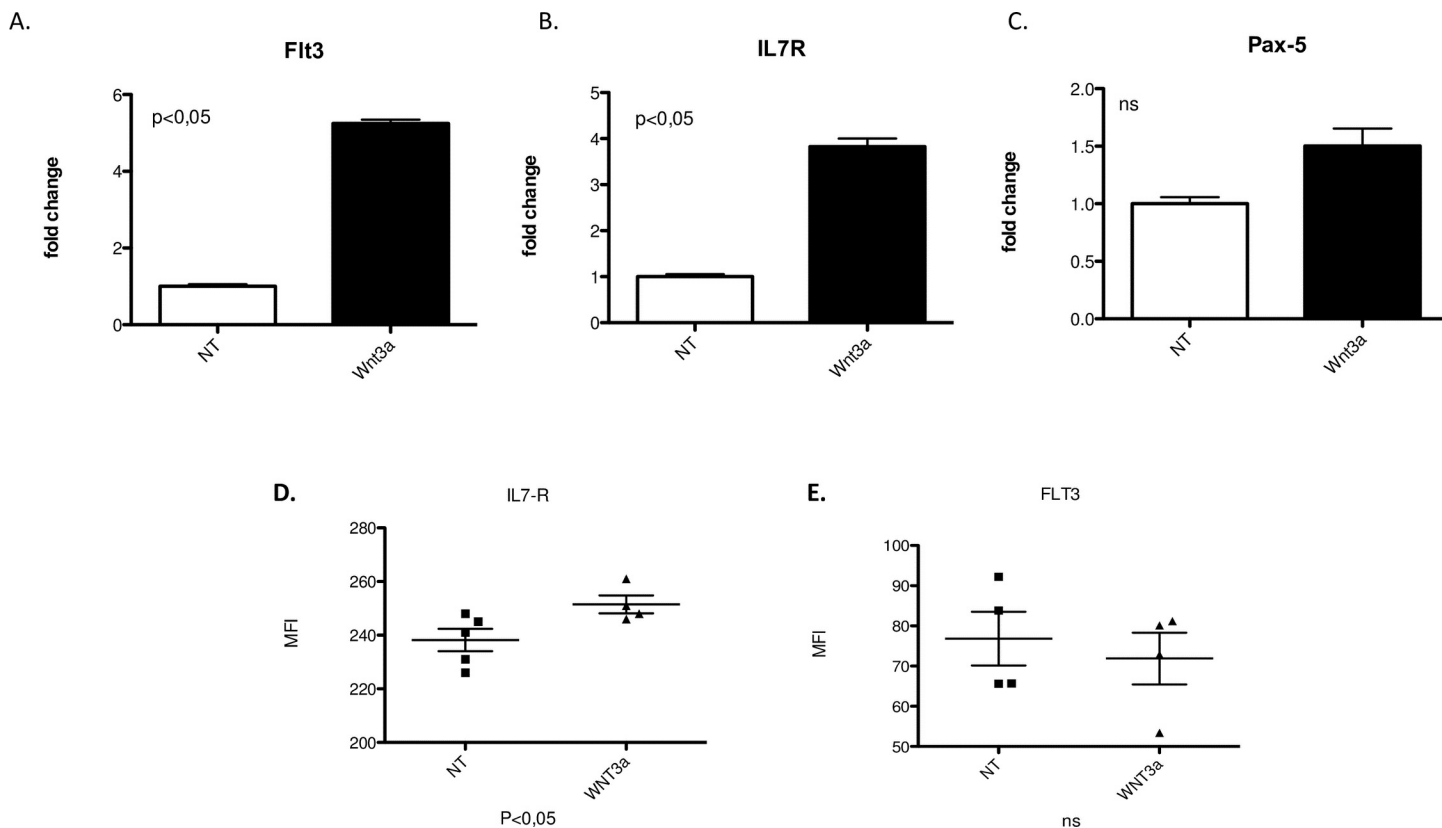 A.
Flt3
p<0,05
fold change
6
4
2
0
NT
Wnt3a
B.
IL7R
p<0,05
fold change
5
4
3
2
1
0
NT
Wnt3a
C.
Pax-5
ns
fold change
2.0
1.5
1.0
0.5
0.0
NT
Wnt3a
D.
IL7-R
MFI
280
260
240
220
200
NT
WNT3a
P<0,05
E.
FLT3
MFI
100
90
80
70
60
50
NT
WNT3a
ns